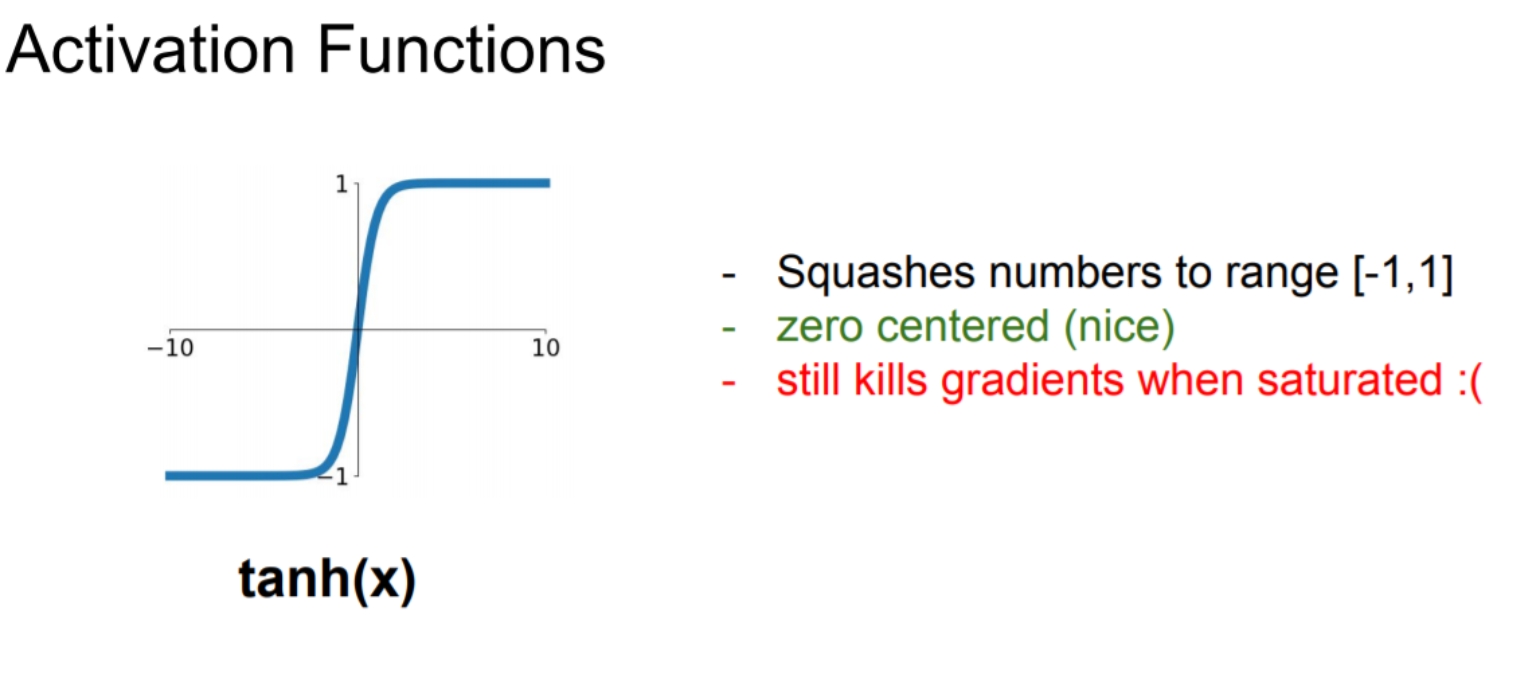 Activation Functions
1
−10
10
−1
tanh(x)
- Squashes numbers to range [-1,1]
- zero centered (nice)
- still kills gradients when saturated :(